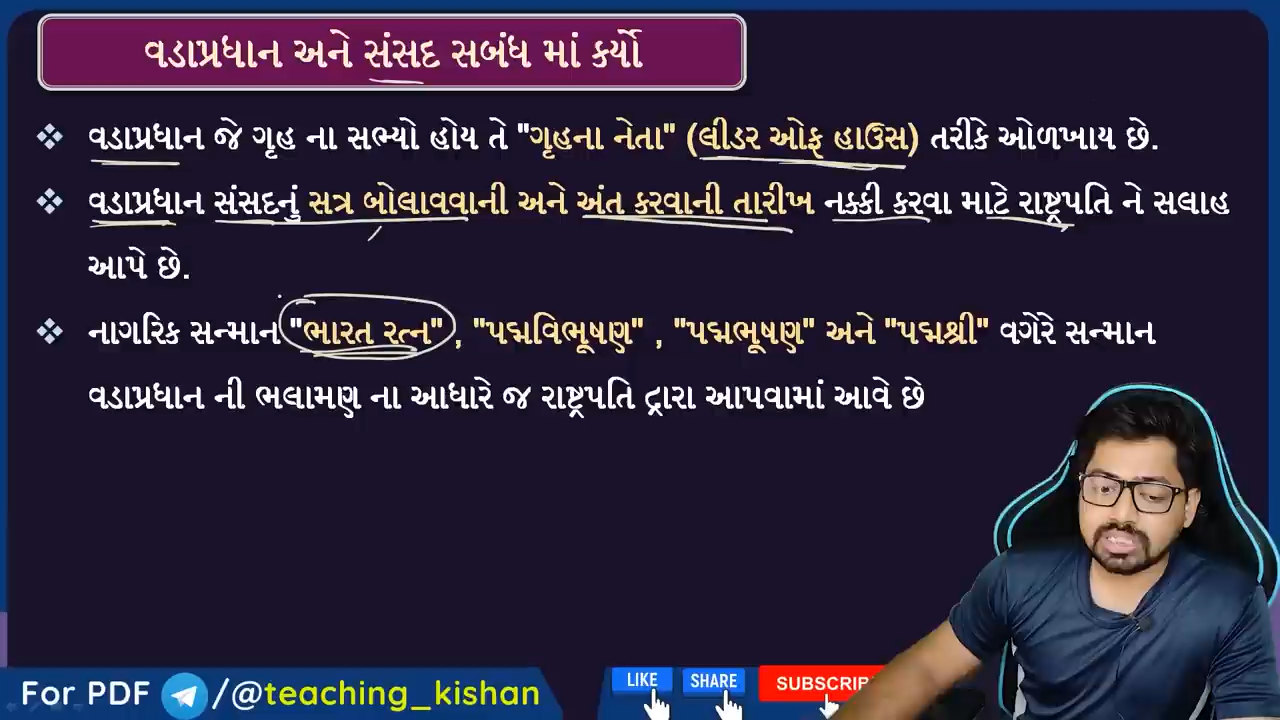 વડાપ્રધાન અને સંસદ સબંધ માં કર્યો
❖ વડાપ્રધાન જે ગૃહ ના સભ્યો હોય તે "ગૃહના નેતા" (લીડર ઓફ હાઉસ) તરીકે ઓળખાય છે.
❖ વડાપ્રધાન સંસદનું સત્ર બોલાવવાની અને અંત કરવાની તારીખ નક્કી કરવા માટે રાષ્ટ્રપતિ ને સલાહ
આપે છે.
❖ નાગરિક સન્માન "ભારત રત્ન", "પદ્મવિભૂષણ" , "પદ્મભૂષણ" અને "પદ્મશ્રી" વગેરે સન્માન
વડાપ્રધાન ની ભલામણ ના આધારે જ રાષ્ટ્રપતિ દ્વારા આપવામાં આવે છે
For PDF /@teaching_kishan
LIKE SHARE SUBSCRIB